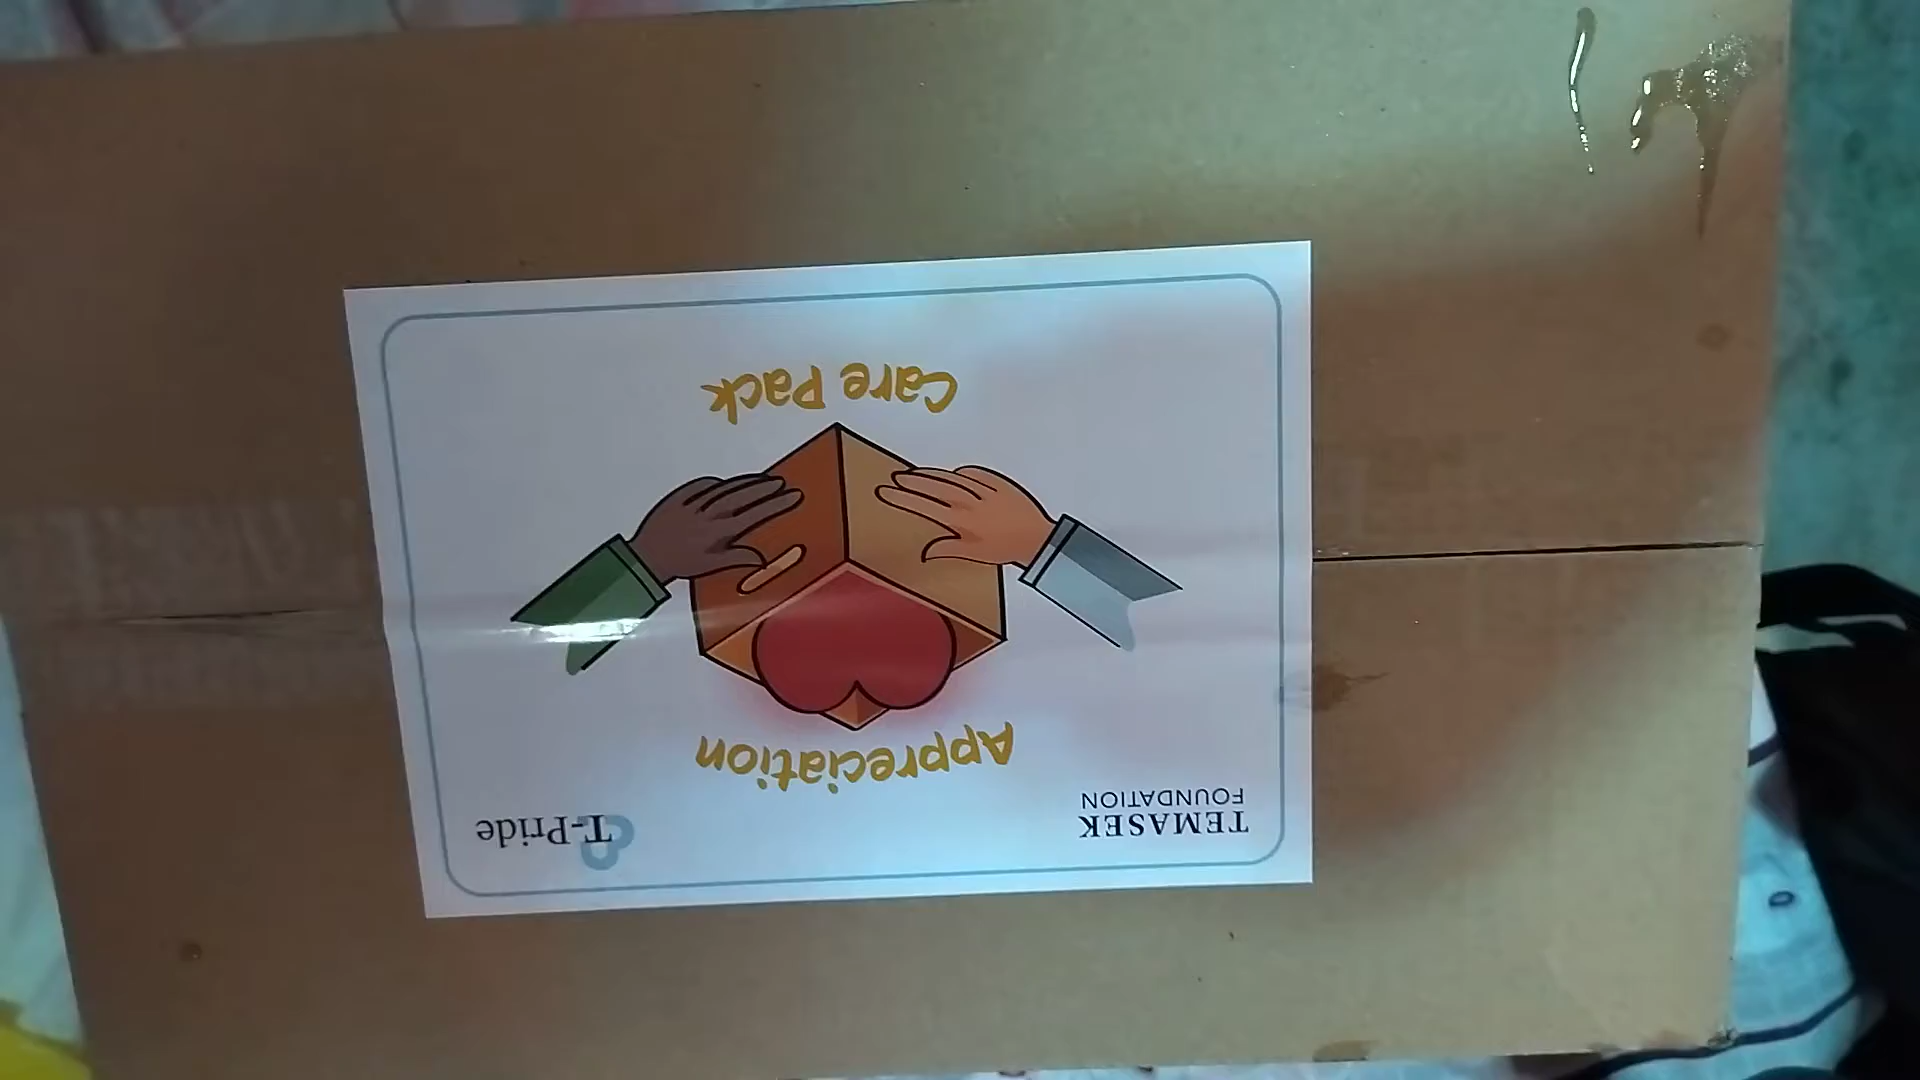 TEMASEK
FOUNDATION
T-Pride
Appreciation
Care Pack